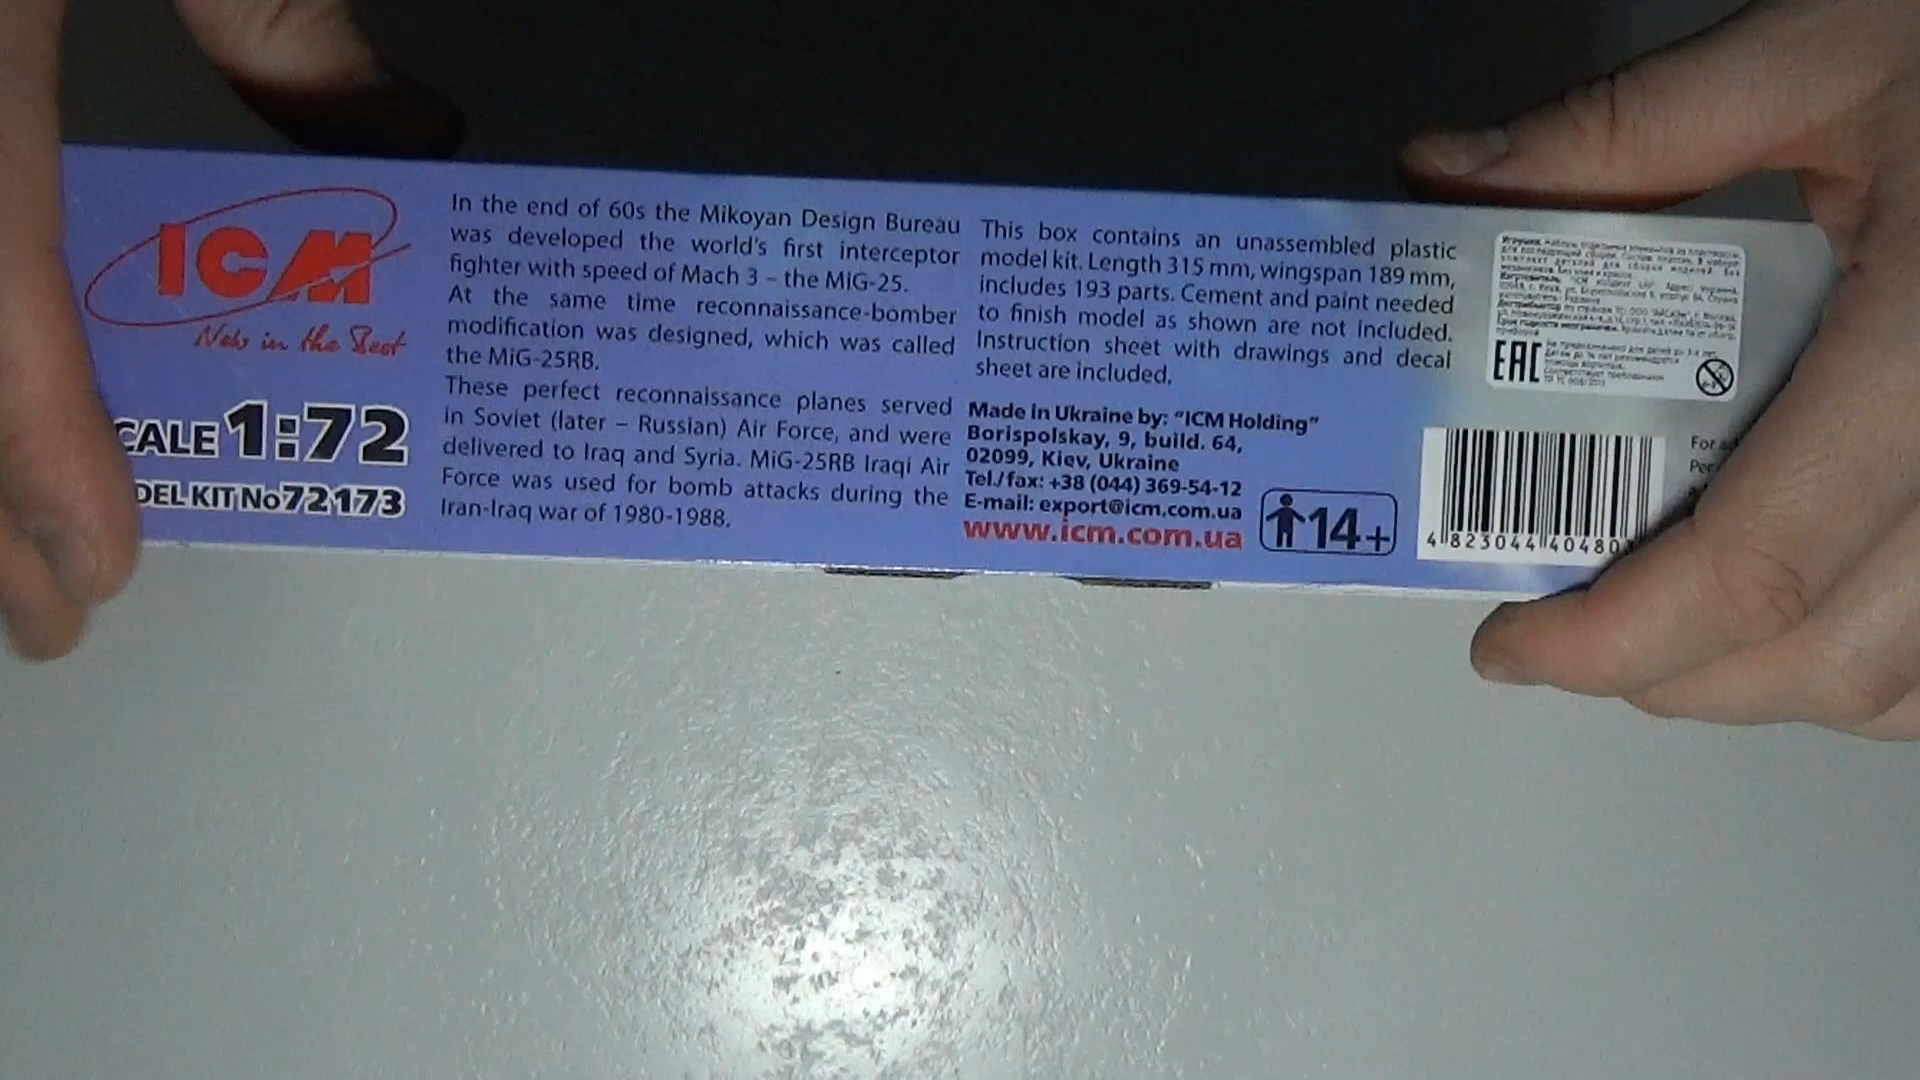 ICM
New in the Best
CALE 1:72
DEL KIT No72173
In the end of 60s the Mikoyan Design Bureau
was developed the world's first interceptor
fighter with speed of Mach 3 – the MiG-25.
At the same time reconnaissance-bomber
modification was designed, which was called
the MiG-25RB.
These perfect reconnaissance planes served
in Soviet (later – Russian) Air Force, and were
delivered to Iraq and Syria. MiG-25RB Iraqi Air
Force was used for bomb attacks during the
Iran-Iraq war of 1980-1988.
This box contains an unassembled plastic
model kit. Length 315 mm, wingspan 189 mm,
includes 193 parts. Cement and paint needed
to finish model as shown are not included.
Instruction sheet with drawings and decal
sheet are included.
Made in Ukraine by: "ICM Holding"
Borispolskay, 9, build. 64,
02099, Kiev, Ukraine
Tel./fax: +38 (044) 369-54-12
E-mail: export@icm.com.ua
www.icm.com.ua
14+
EAC
4 823044 40480
For